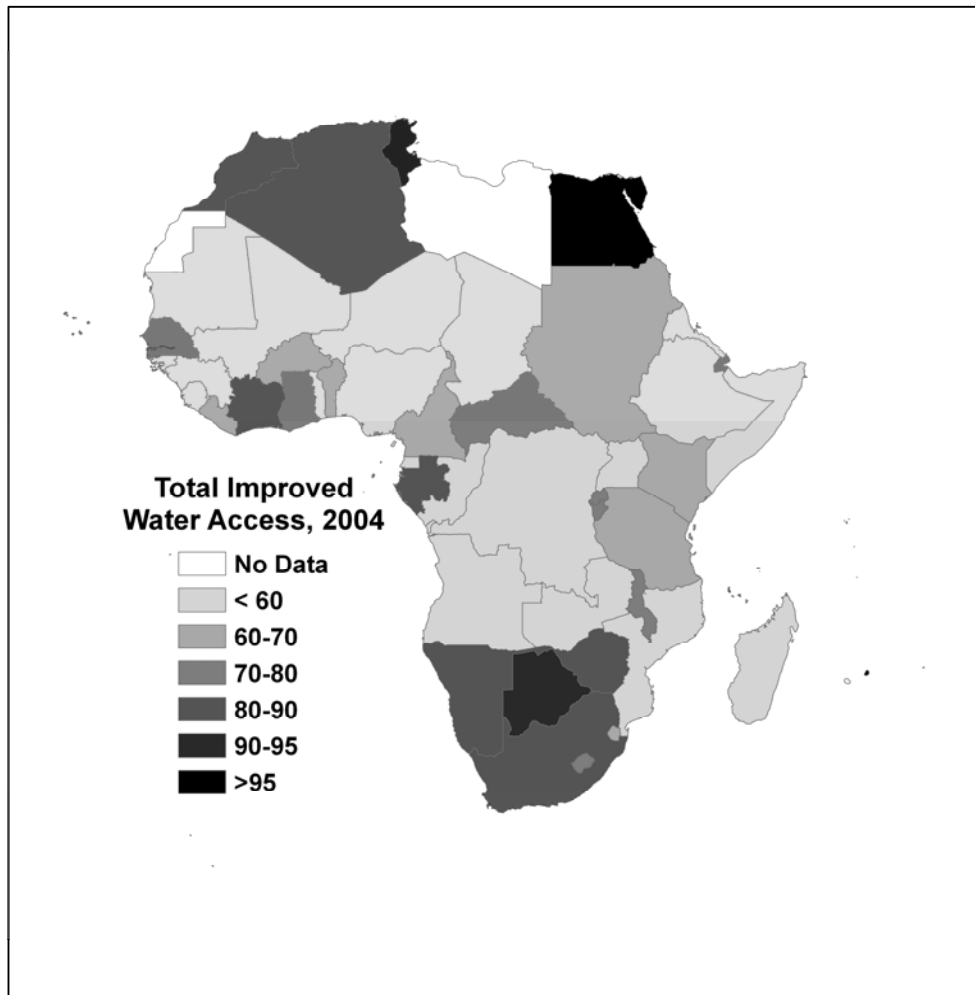 Total Improved
Water Access, 2004
No Data
< 60
60-70
70-80
80-90
90-95
>95